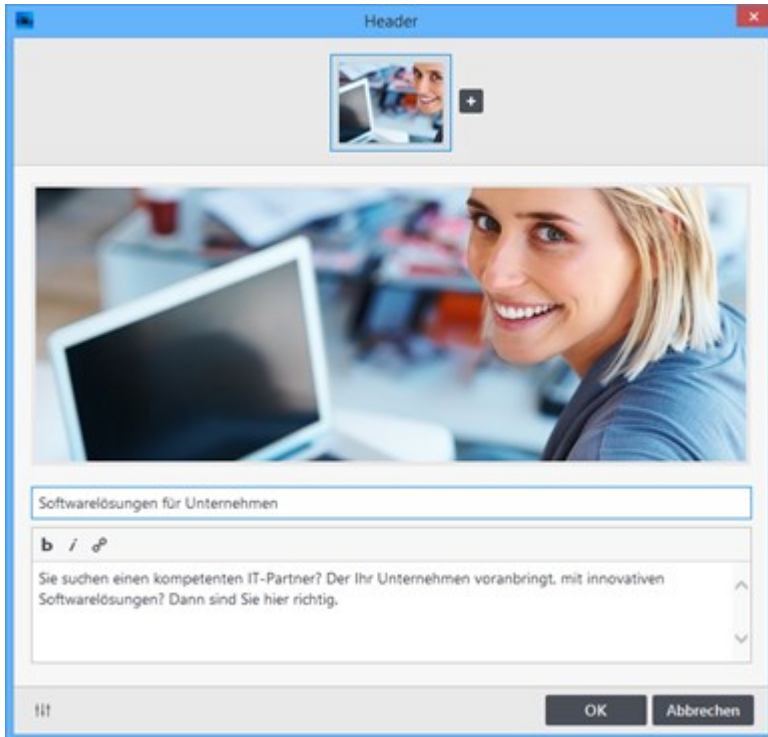 Header
Softwarelösungen für Unternehmen
b i
Sie suchen einen kompetenten IT-Partner? Der Ihr Unternehmen voranbringt. mit innovativen
Softwarelösungen? Dann sind Sie hier richtig.
OK Abbrechen